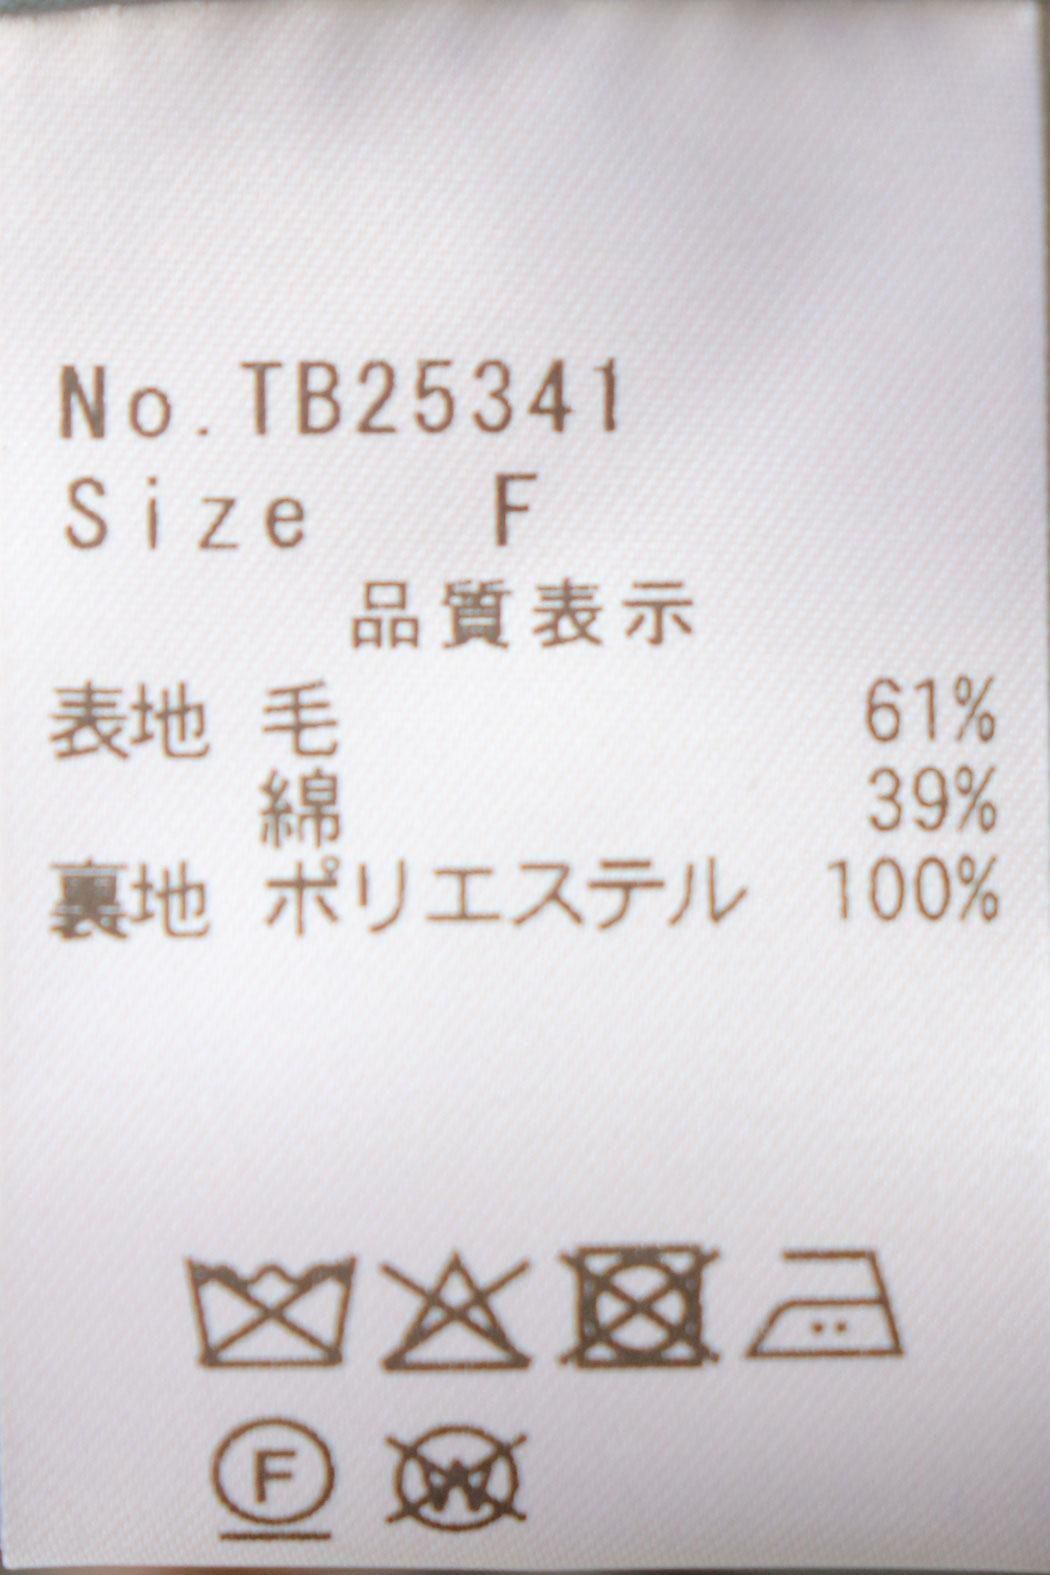 No.TB25341
Size F
品質表示
表地 毛 61%
綿 39%
裏地 ポリエステル 100%
F
W